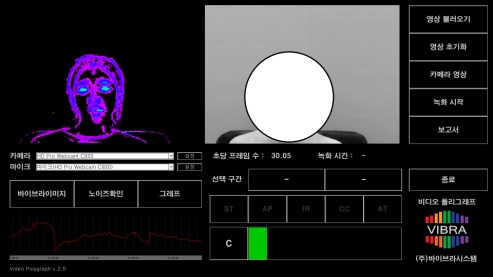 영상 불러오기
영상 초기화
카메라 영상
녹화 시작
보고서
카메라 HD Pro Webcam C920 설정
마이크 마이크(HD Pro Webcam C920) 설정
초당 프레임 수 : 30.05 녹화 시간 : -
바이브라이미지 노이즈확인 그래프
선택 구간 - - 종료
ST AP IR CC AT
C
비디오 폴리그래프
VIBRA
(주)바이브라시스템
Video Polygraph v.2.0